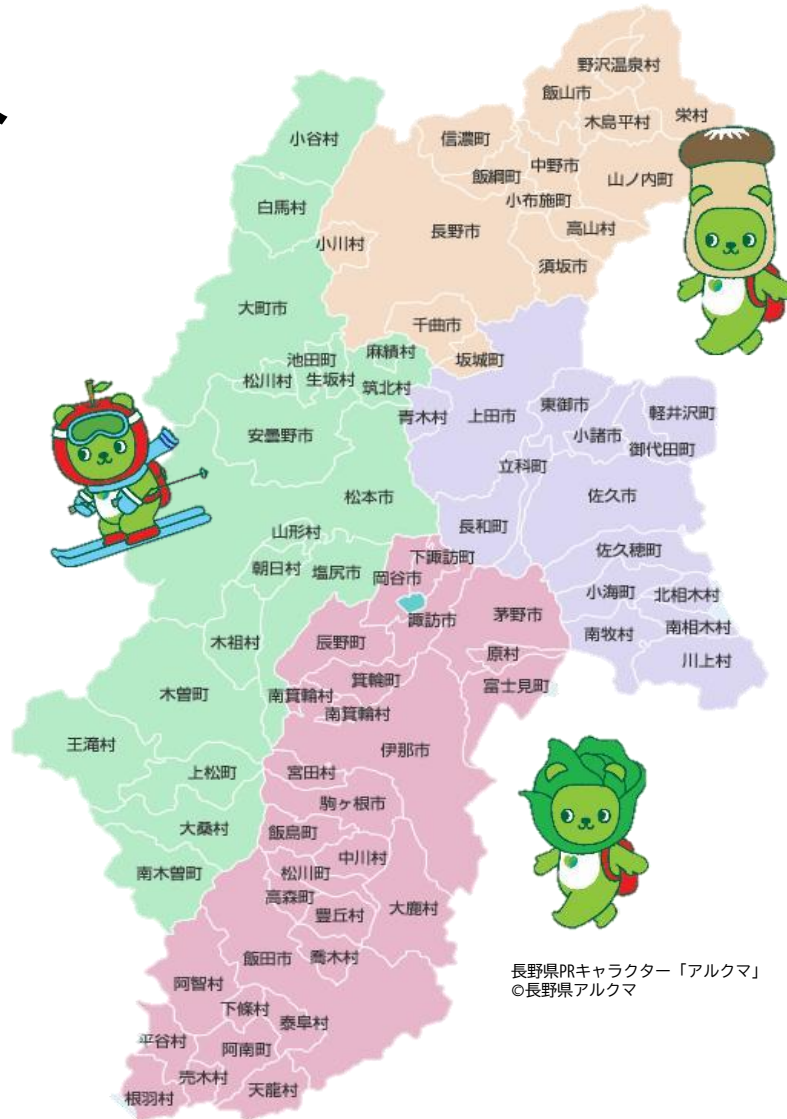 野沢温泉村
飯山市
木島平村
栄村
小谷村
信濃町
中野市
飯綱町
山ノ内町
白馬村
小布施町
高山村
長野市
小川村
須坂市
大町市
千曲市
麻績村
坂城町
池田町
松川村
生坂村
筑北村
青木村
上田市
東御市
軽井沢町
小諸市
御代田町
安曇野市
立科町
松本市
佐久市
長和町
山形村
佐久穂町
下諏訪町
朝日村
塩尻市
岡谷市
小海町
北相木村
諏訪市
茅野市
南牧村
南相木村
木祖村
辰野町
原村
川上村
箕輪町
富士見町
木曽町
南箕輪村
南箕輪村
王滝村
伊那市
上松町
宮田村
駒ヶ根市
大桑村
飯島町
中川村
南木曽町
松川町
高森町
大鹿村
豊丘村
飯田市
喬木村
阿智村
下條村
泰阜村
平谷村
阿南町
売木村
天龍村
根羽村
長野県PRキャラクター「アルクマ」
©長野県アルクマ